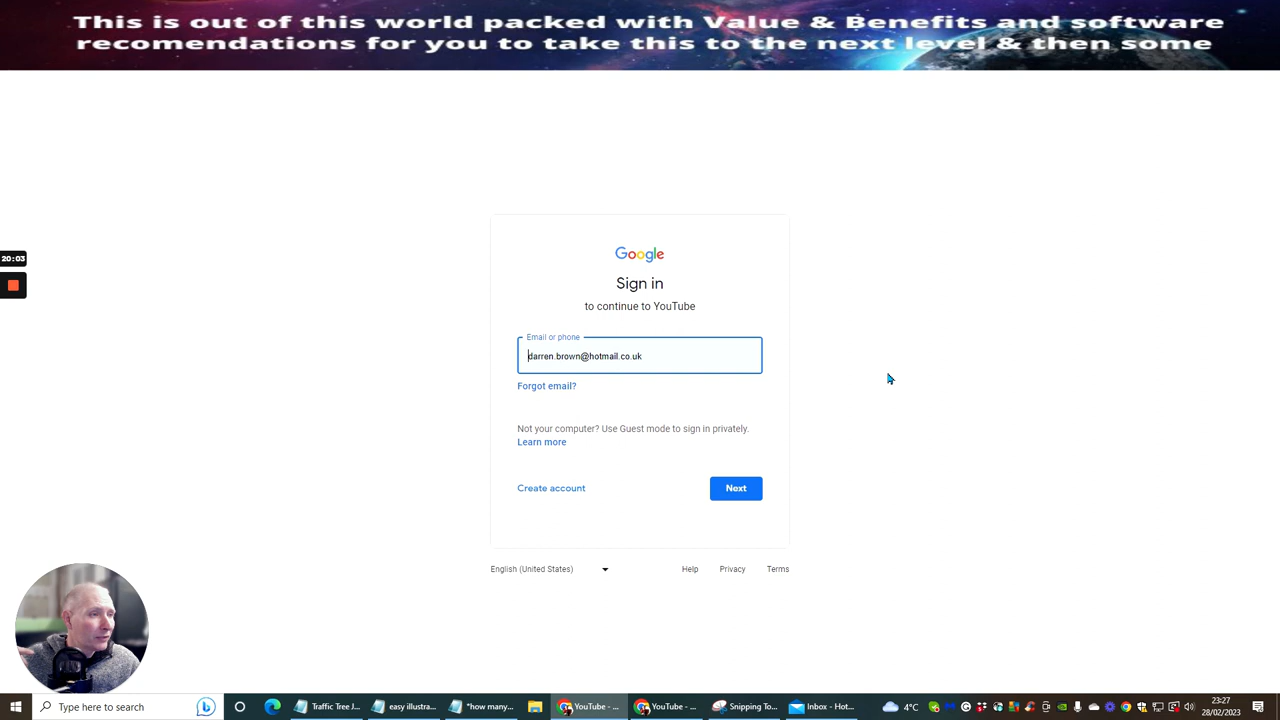 This is out of this world packed with Value & Benefits and software
recomendations for you to take this to the next level & then some
20:03
Google
Sign in
to continue to YouTube
Email or phone
darren.brown@hotmail.co.uk
Forgot email?
Not your computer? Use Guest mode to sign in privately.
Learn more
Create account
Next
English (United States)
Help
Privacy
Terms
Type here to search
Traffic Tree J...
easy illustra...
*how many...
YouTube - ...
YouTube - ...
Snipping To...
Inbox - Hot...
4°C
23:27
28/02/2023